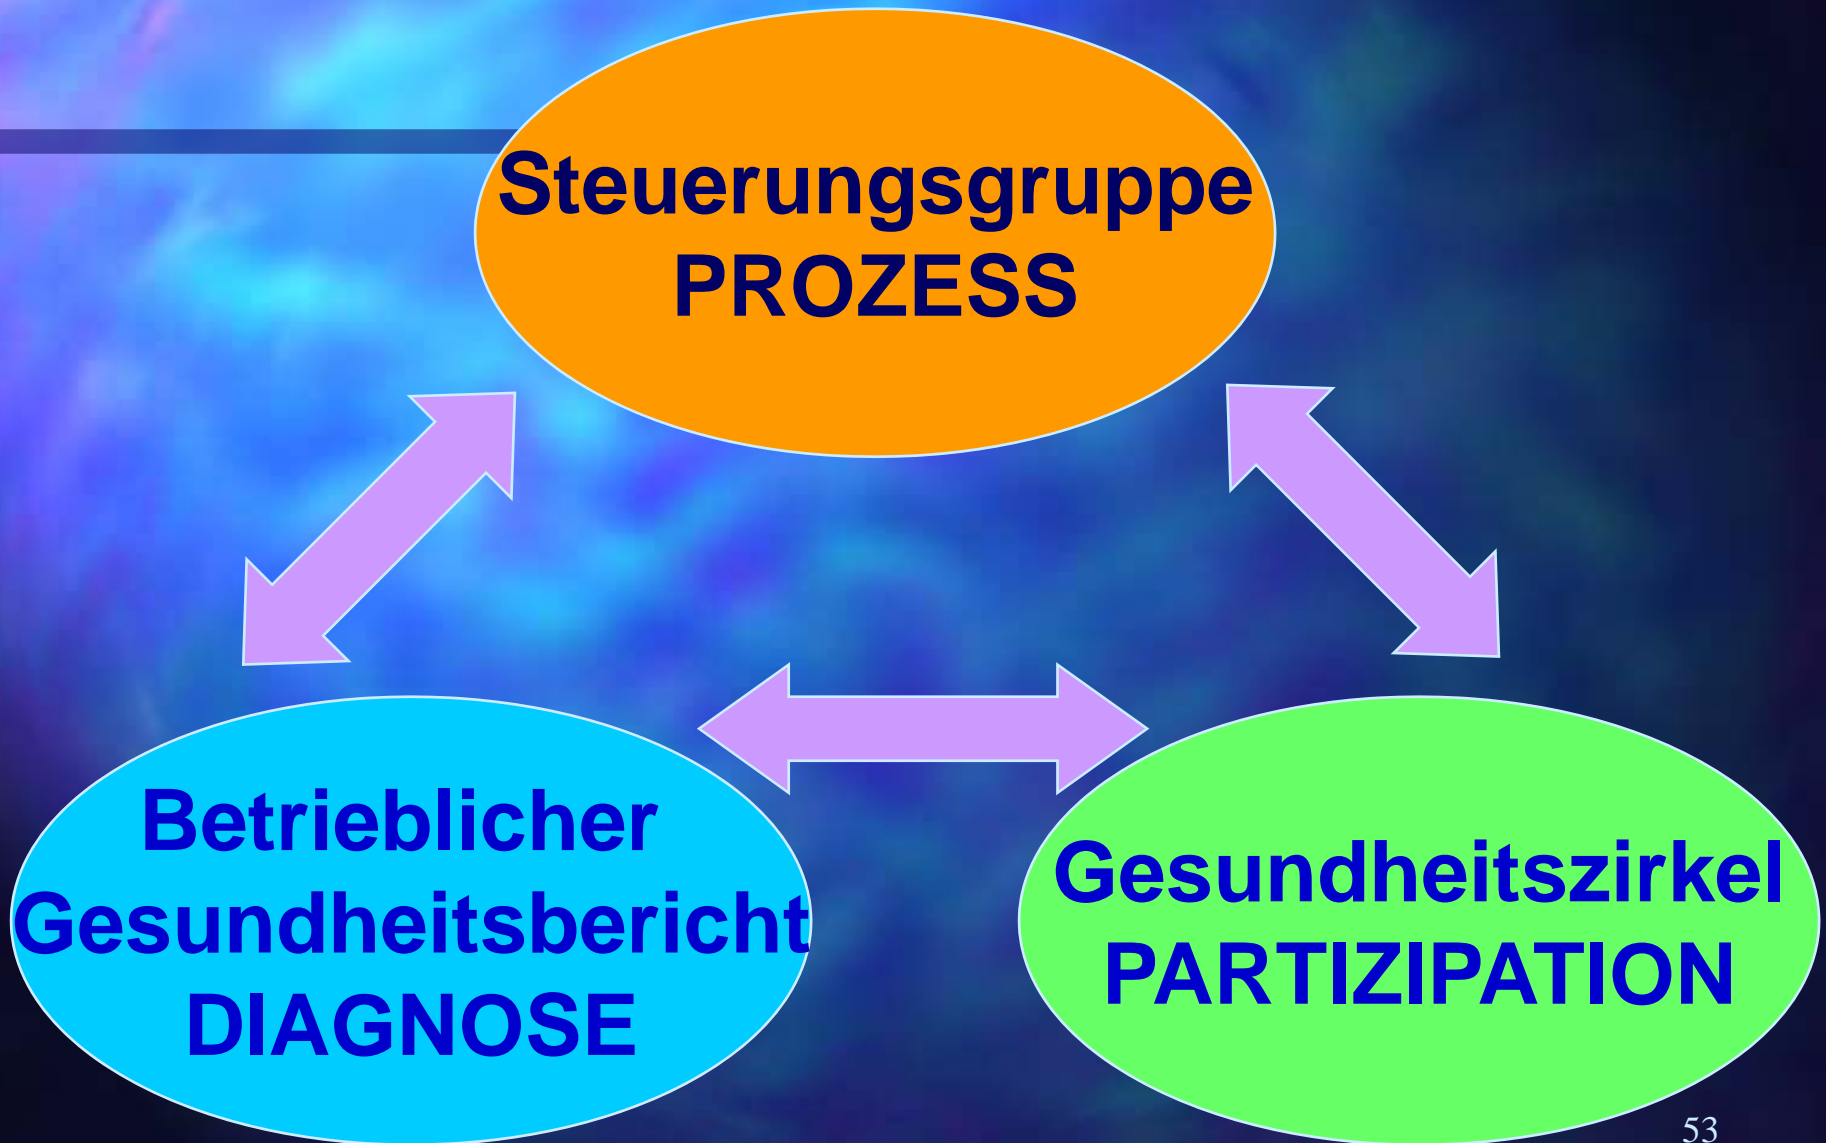 Steuerungsgruppe
PROZESS
Betrieblicher
Gesundheitsbericht
DIAGNOSE
Gesundheitszirkel
PARTIZIPATION
53